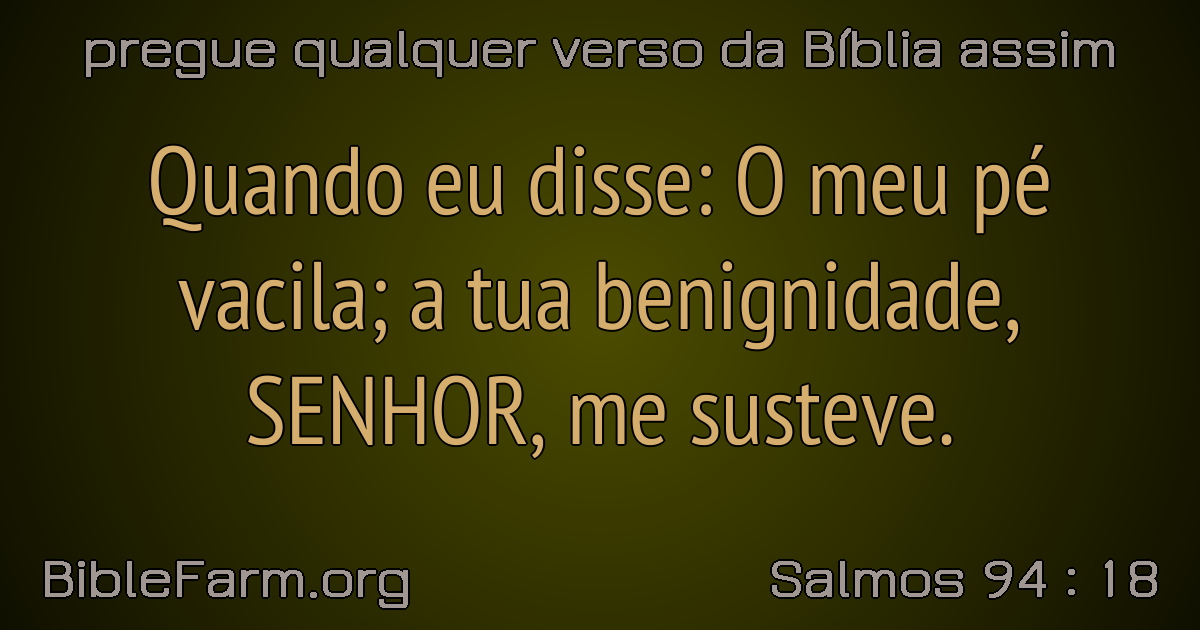 pregue qualquer verso da Bíblia assim
Quando eu disse: O meu pé
vacila; a tua benignidade,
SENHOR, me susteve.
BibleFarm.org
Salmos 94 : 18